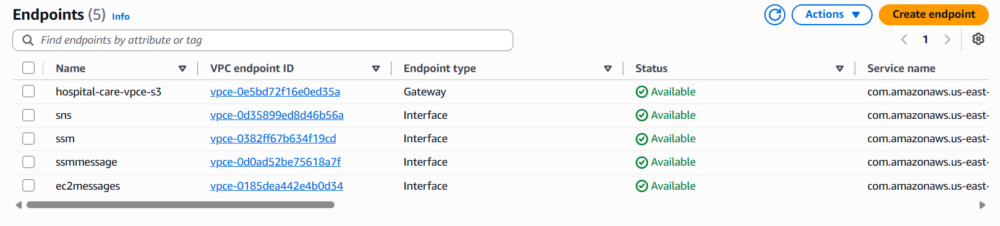 Endpoints (5) Info
Actions
Create endpoint
Find endpoints by attribute or tag
1
Name VPC endpoint ID Endpoint type Status Service name
hospital-care-vpce-s3 vpce-0e5bd72f16e0ed35a Gateway Available com.amazonaws.us-east-
sns vpce-0d35899ed8d46b56a Interface Available com.amazonaws.us-east-
ssm vpce-0382ff67b634f19cd Interface Available com.amazonaws.us-east-
ssmmessage vpce-0d0ad52be75618a7f Interface Available com.amazonaws.us-east-
ec2messages vpce-0185dea442e4b0d34 Interface Available com.amazonaws.us-east-